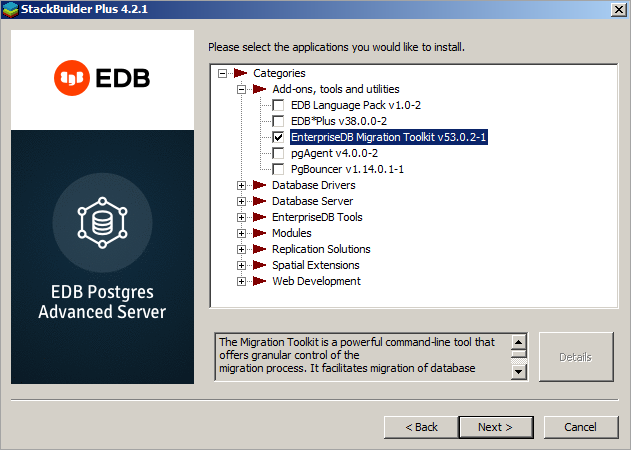 StackBuilder Plus 4.2.1
EDB
EDB Postgres
Advanced Server
Please select the applications you would like to install.
Categories
Add-ons, tools and utilities
EDB Language Pack v1.0-2
EDB*Plus v38.0.0-2
EnterpriseDB Migration Toolkit v53.0.2-1
pgAgent v4.0.0-2
PgBouncer v1.14.0.1-1
Database Drivers
Database Server
EnterpriseDB Tools
Modules
Replication Solutions
Spatial Extensions
Web Development
The Migration Toolkit is a powerful command-line tool that
offers granular control of the
migration process. It facilitates migration of database
Details
< Back
Next >
Cancel